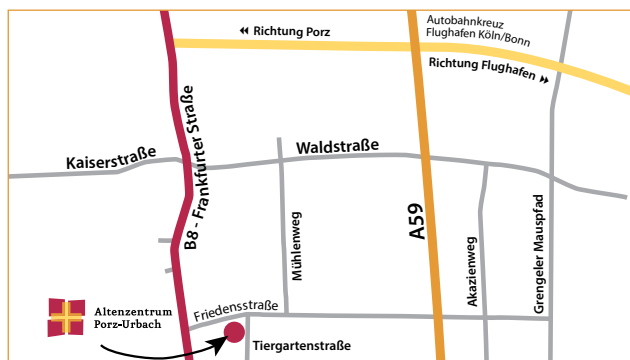 Richtung Porz
Autobahnkreuz
Flughafen Köln/Bonn
Richtung Flughafen
B8 - Frankfurter Straße
Kaiserstraße
Waldstraße
Mühlenweg
A59
Akazienweg
Grengeler Mauspfad
Altenzentrum
Porz-Urbach
Friedensstraße
Tiergartenstraße